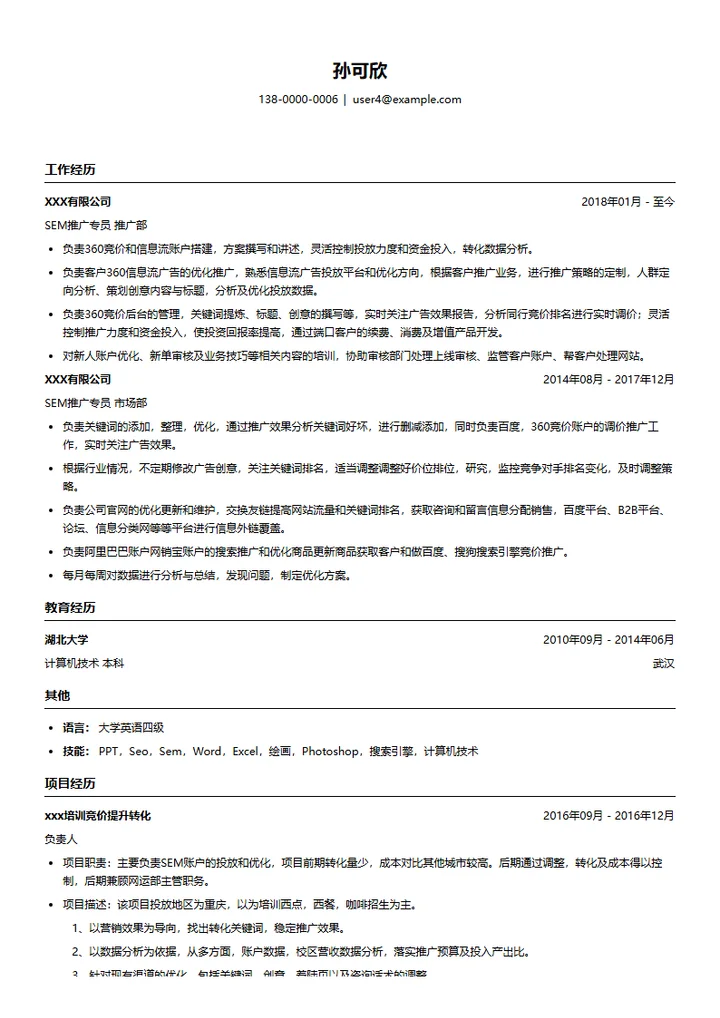 孙可欣
138-0000-0006 | user4@example.com
工作经历
XXX有限公司 2018年01月 - 至今
SEM推广专员 推广部
• 负责360竞价和信息流账户搭建，方案撰写和讲述，灵活控制投放力度和资金投入，转化数据分析。
• 负责客户360信息流广告的优化推广，熟悉信息流广告投放平台和优化方向，根据客户推广业务，进行推广策略的定制，人群定
向分析、策划创意内容与标题，分析及优化投放数据。
• 负责360竞价后台的管理，关键词提炼、标题、创意的撰写等，实时关注广告效果报告，分析同行竞价排名进行实时调价；灵活
控制推广力度和资金投入，使投资回报率提高，通过端口客户的续费、消费及增值产品开发。
• 对新人账户优化、新单审核及业务技巧等相关内容的培训，协助审核部门处理上线审核、监管客户账户、帮客户处理网站。
XXX有限公司 2014年08月 - 2017年12月
SEM推广专员 市场部
• 负责关键词的添加，整理，优化，通过推广效果分析关键词好坏，进行删减添加，同时负责百度，360竞价账户的调价推广工
作，实时关注广告效果。
• 根据行业情况，不定期修改广告创意，关注关键词排名，适当调整调整好价位排位，研究，监控竞争对手排名变化，及时调整策
略。
• 负责公司官网的优化更新和维护，交换友链提高网站流量和关键词排名，获取咨询和留言信息分配销售，百度平台、B2B平台、
论坛、信息分类网等等平台进行信息外链覆盖。
• 负责阿里巴巴账户网销宝账户的搜索推广和优化商品更新商品获取客户和做百度、搜狗搜索引擎竞价推广。
• 每月每周对数据进行分析与总结，发现问题，制定优化方案。
教育经历
湖北大学 2010年09月 - 2014年06月
计算机技术 本科 武汉
其他
• 语言： 大学英语四级
• 技能： PPT，Seo，Sem，Word，Excel，绘画，Photoshop，搜索引擎，计算机技术
项目经历
xxx培训竞价提升转化 2016年09月 - 2016年12月
负责人
• 项目职责：主要负责SEM账户的投放和优化，项目前期转化量少，成本对比其他城市较高。后期通过调整，转化及成本得以控
制，后期兼顾网运部主管职务。
• 项目描述：该项目投放地区为重庆，以为培训西点，西餐，咖啡招生为主。
1、以营销效果为导向，找出转化关键词，稳定推广效果。
2、以数据分析为依据，从多方面，账户数据，校区营收数据分析，落实推广预算及投入产出比。
3、针对现有渠道的优化，包括关键词，创意，着陆页以及咨询话术的调整